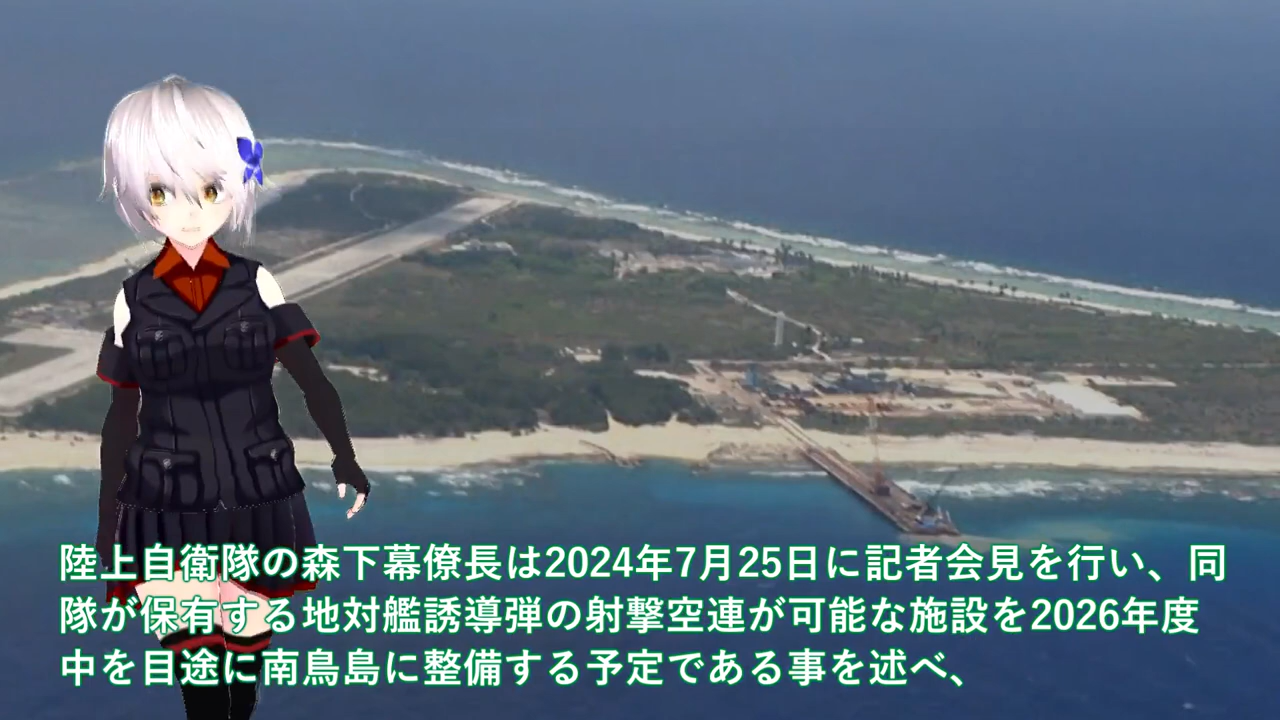 陸上自衛隊の森下幕僚長は2024年7月25日に記者会見を行い、同
隊が保有する地対艦誘導弾の射撃空連が可能な施設を2026年度
中を目途に南鳥島に整備する予定である事を述べ、